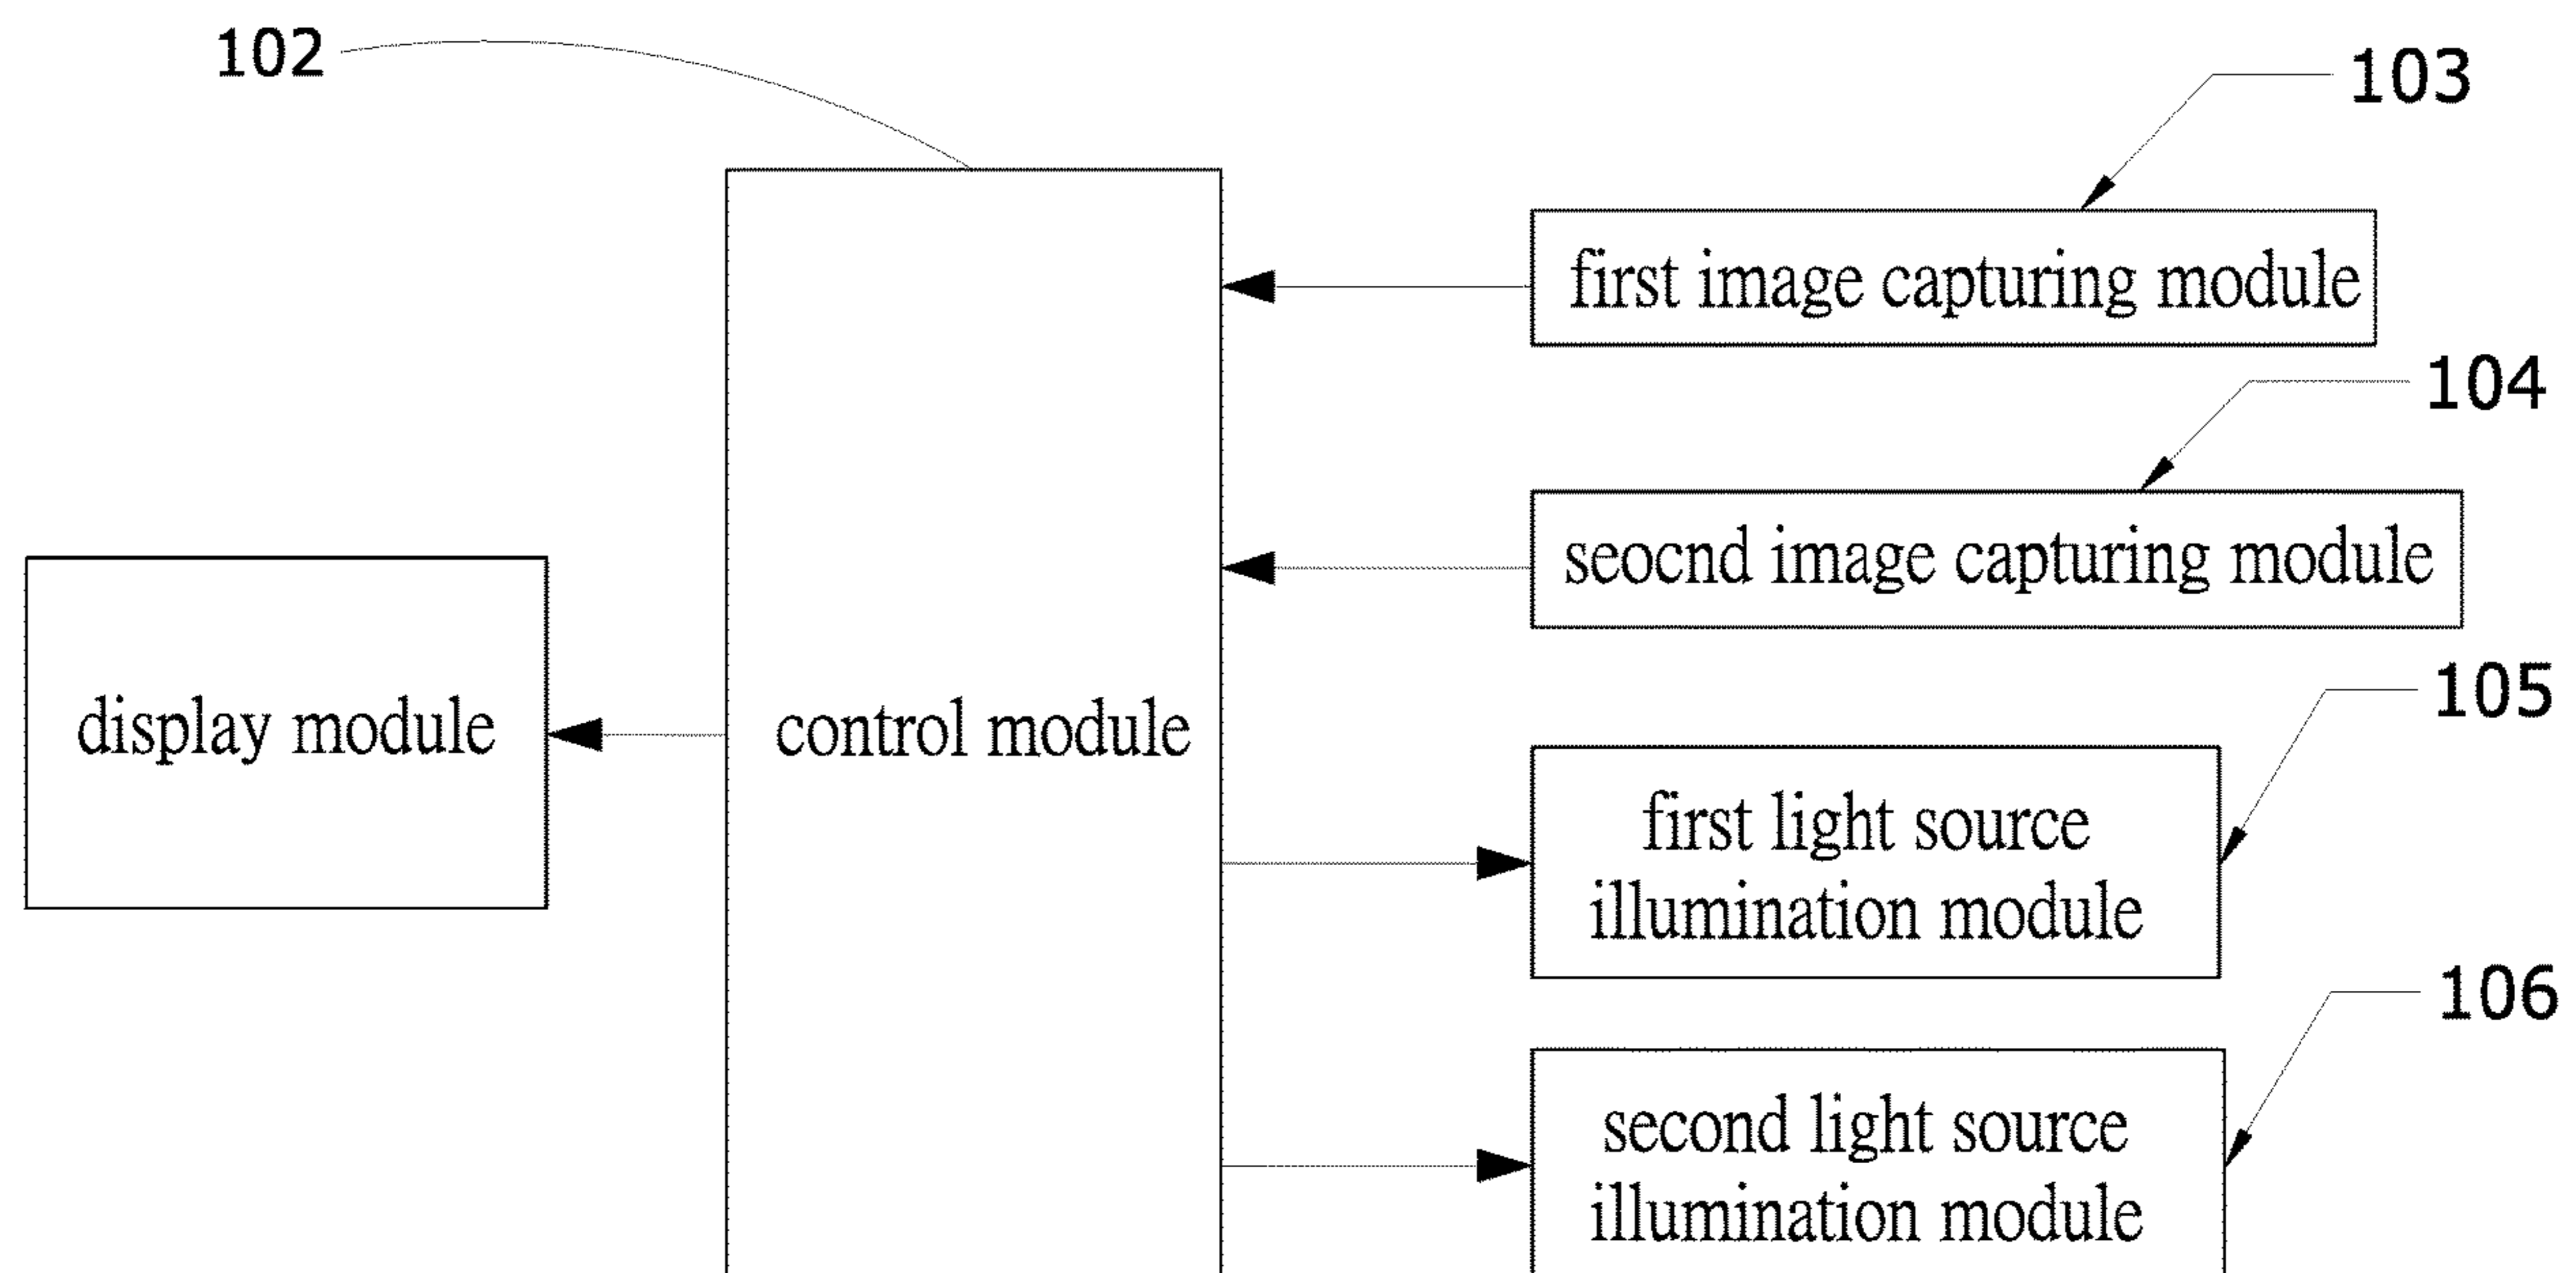 102
103
first image capturing module
104
seocnd image capturing module
display module
control module
105
first light source
illumination module
106
second light source
illumination module